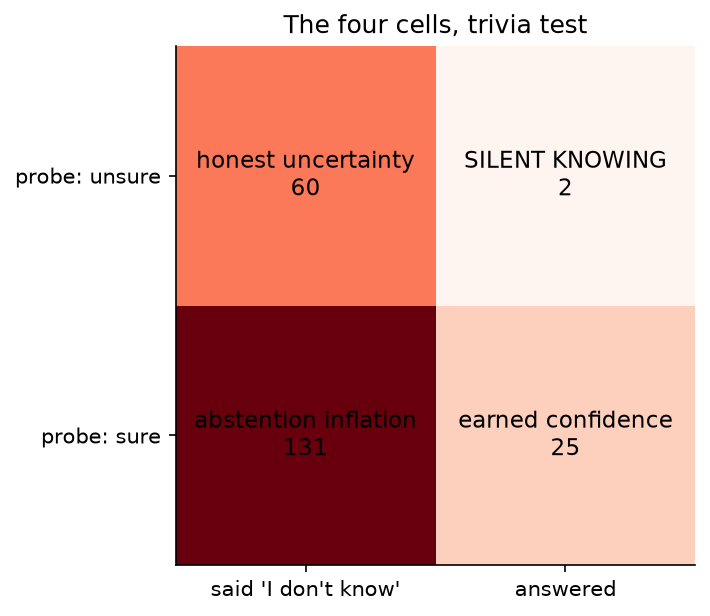 The four cells, trivia test
probe: unsure
honest uncertainty
60
SILENT KNOWING
2
probe: sure
abstention inflation
131
earned confidence
25
said 'I don't know'
answered